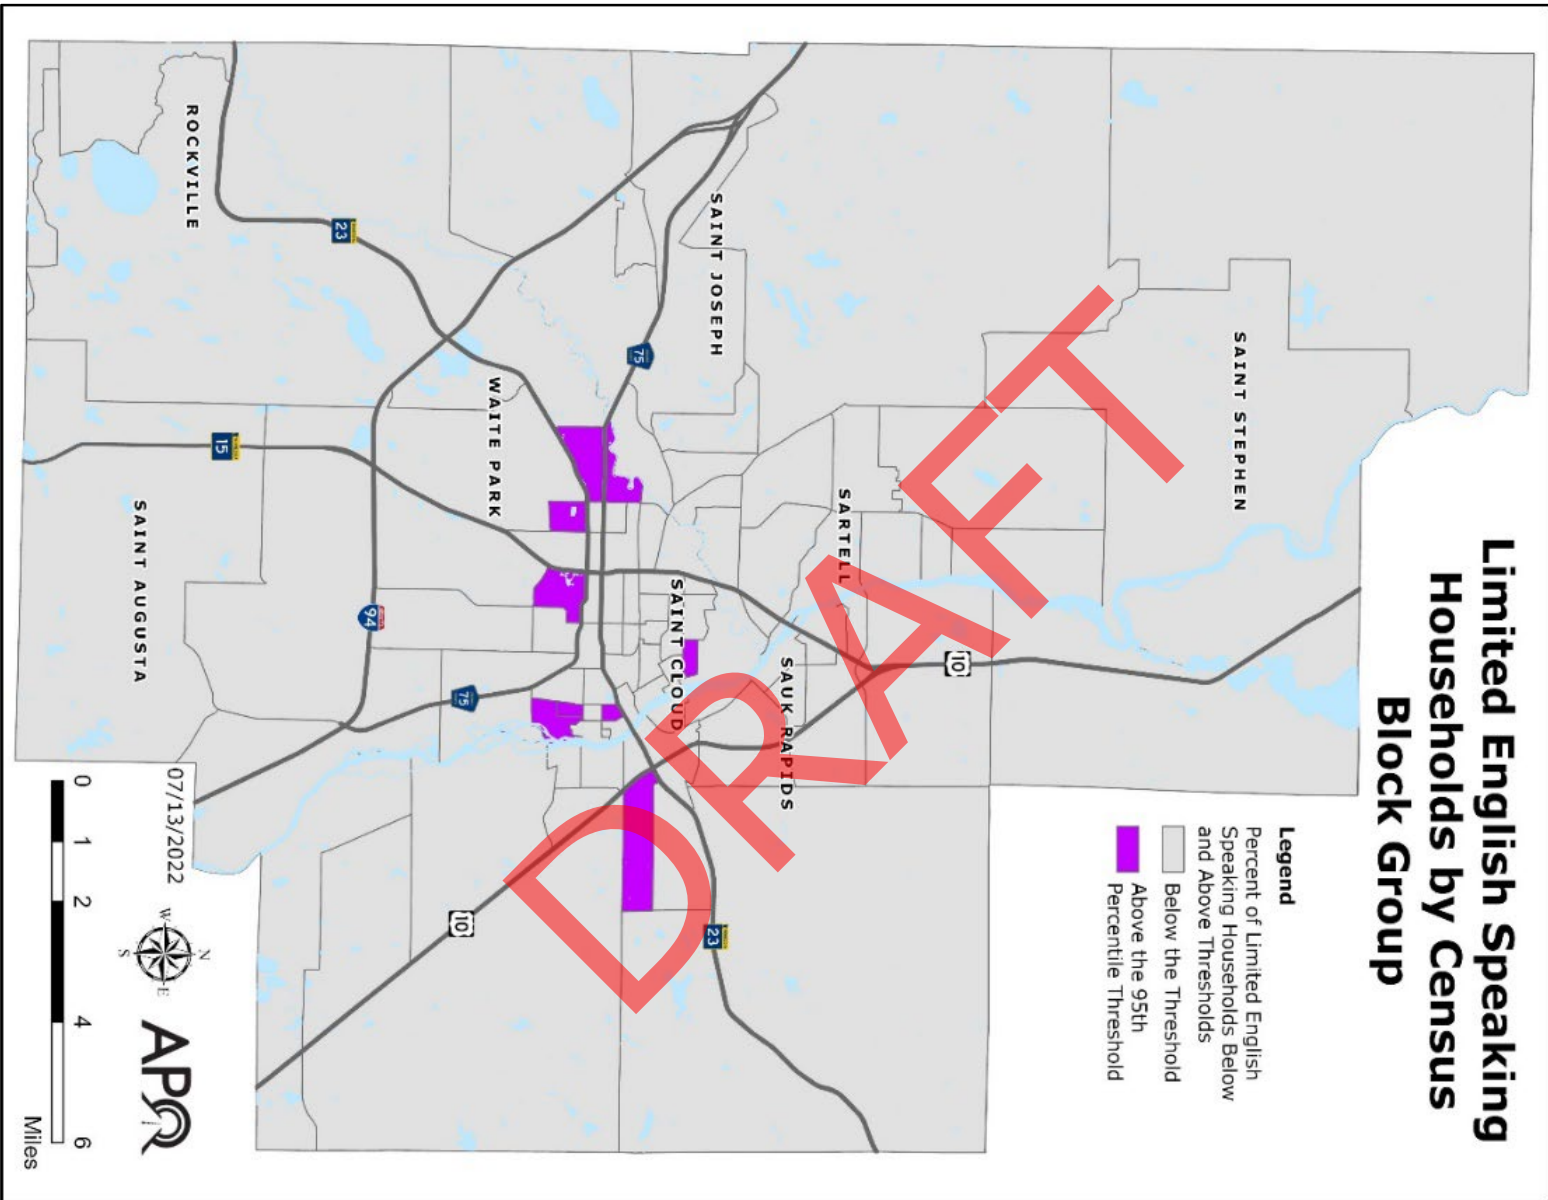 Limited English Speaking
Households by Census
Block Group
Legend
Percent of Limited English
Speaking Households Below
and Above Thresholds
Below the Threshold
Above the 95th
Percentile Threshold
SAINT STEPHEN
SARTELL
SAUK RAPIDS
SAINT JOSEPH
SAINT CLOUD
WAITE PARK
ROCKVILLE
SAINT AUGUSTA
10
75
23
23
15
94
75
10
DRAFT
07/13/2022
N
W
E
S
APO
0 1 2 4 6
Miles